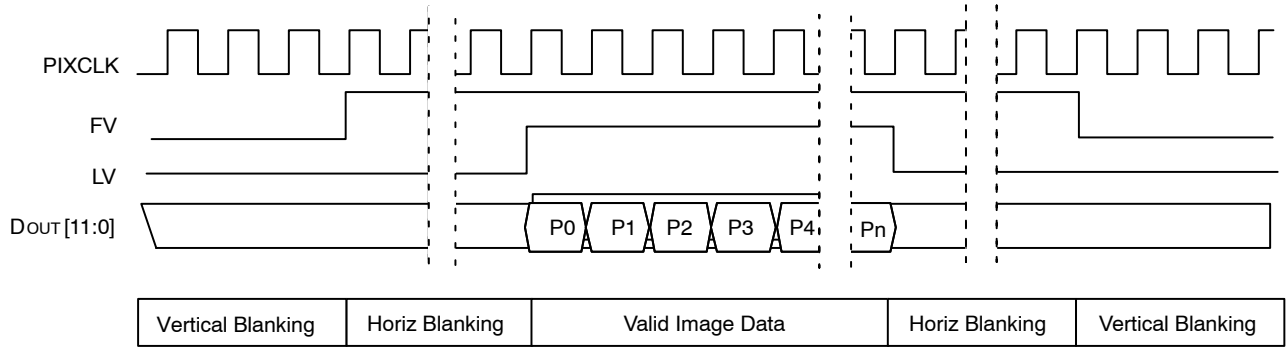 PIXCLK
FV
LV
DOUT[11:0]
P0 P1 P2 P3 P4 Pn
Vertical Blanking Horiz Blanking Valid Image Data Horiz Blanking Vertical Blanking